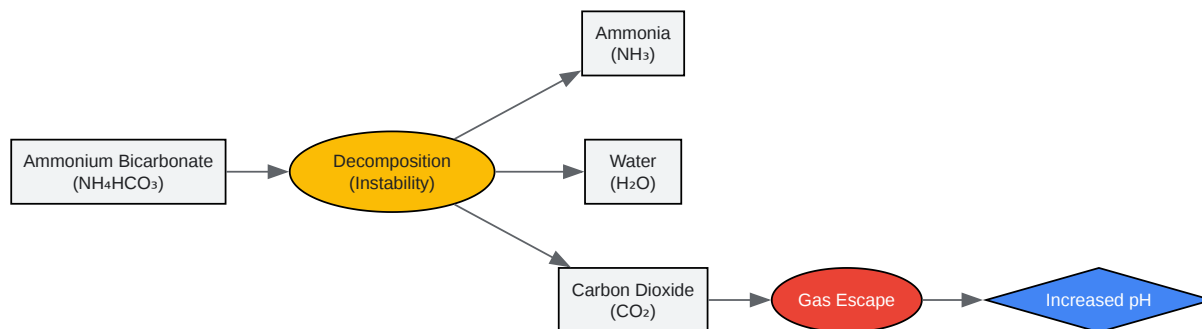 Ammonia
(NH₃)
Ammonium Bicarbonate
(NH₄HCO₃)
Decomposition
(Instability)
Water
(H₂O)
Carbon Dioxide
(CO₂)
Gas Escape
Increased pH